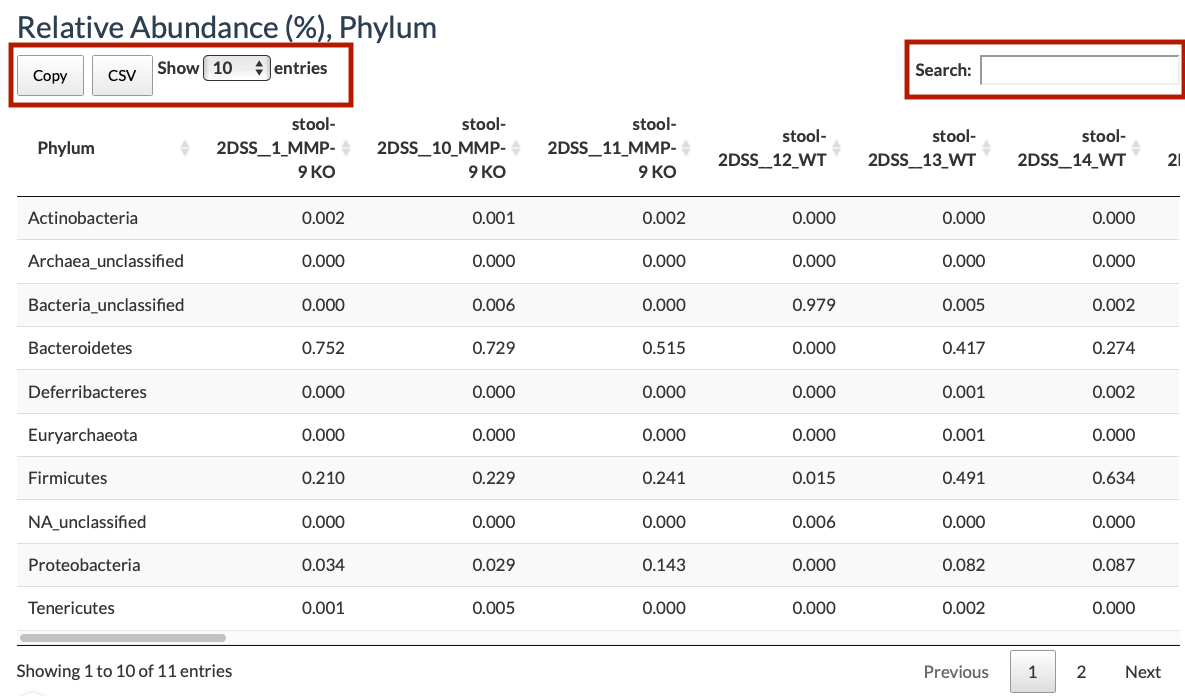 Relative Abundance (%), Phylum
Copy CSV Show 10 entries Search:
Phylum stool-2DSS__1_MMP-9 KO stool-2DSS__10_MMP-9 KO stool-2DSS__11_MMP-9 KO stool-2DSS__12_WT stool-2DSS__13_WT stool-2DSS__14_WT
Actinobacteria 0.002 0.001 0.002 0.000 0.000 0.000
Archaea_unclassified 0.000 0.000 0.000 0.000 0.000 0.000
Bacteria_unclassified 0.000 0.006 0.000 0.979 0.005 0.002
Bacteroidetes 0.752 0.729 0.515 0.000 0.417 0.274
Deferribacteres 0.000 0.000 0.000 0.000 0.001 0.002
Euryarchaeota 0.000 0.000 0.000 0.000 0.001 0.000
Firmicutes 0.210 0.229 0.241 0.015 0.491 0.634
NA_unclassified 0.000 0.000 0.000 0.006 0.000 0.000
Proteobacteria 0.034 0.029 0.143 0.000 0.082 0.087
Tenericutes 0.001 0.005 0.000 0.000 0.002 0.000
Showing 1 to 10 of 11 entries Previous 1 2 Next